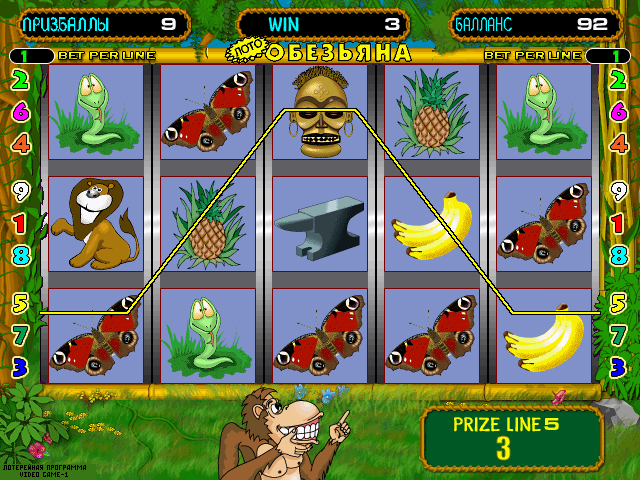 ПРИЗ.БАЛЛЫ 9 WIN 3 БАЛЛАНС 92
1 BET PER LINE ЛОТО ОБЕЗЬЯНА BET PER LINE 1
2 2
6 6
4 4
9 9
1 1
8 8
5 5
7 7
3 3
PRIZE LINE 5
3
ЛОТЕРЕЙНАЯ ПРОГРАММА
VIDEO GAME-1